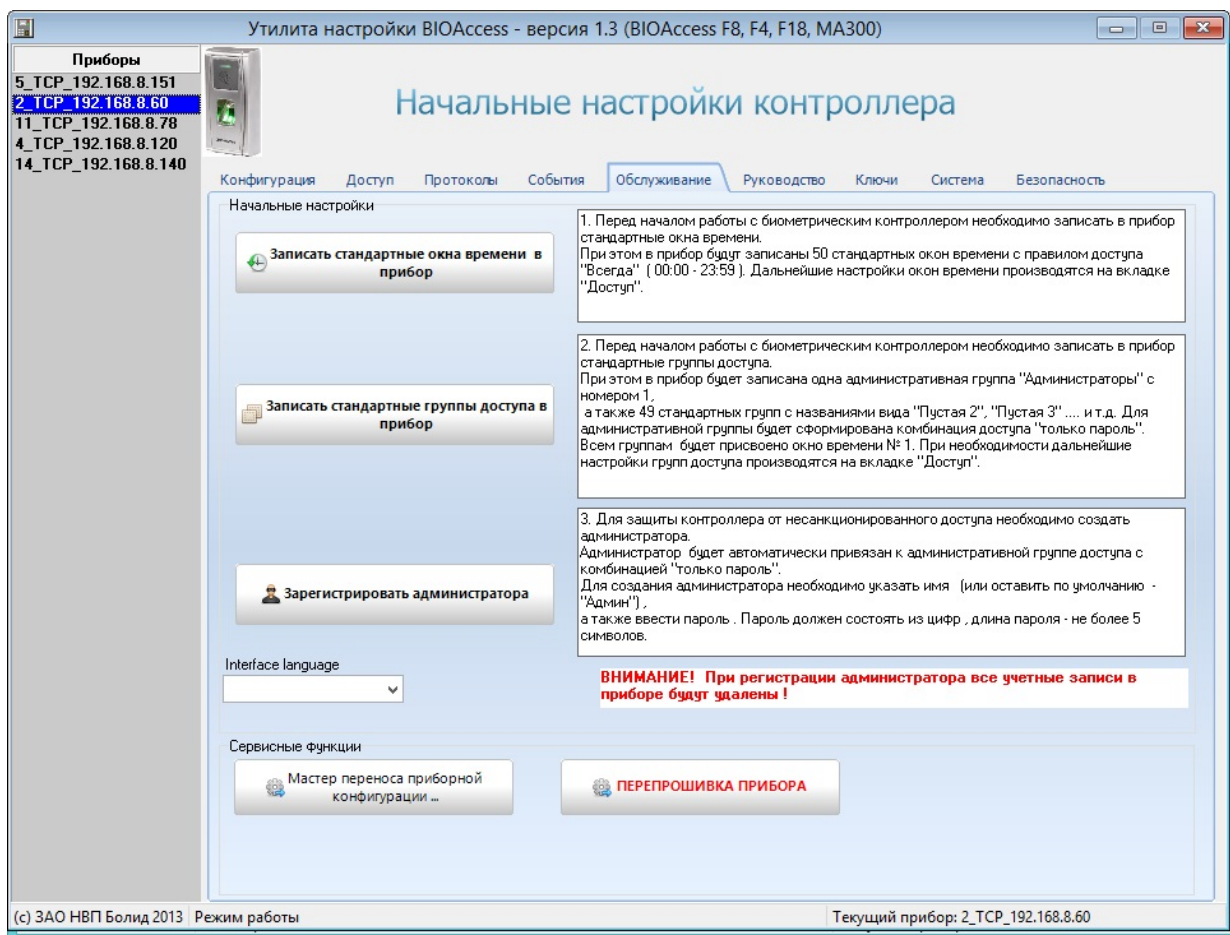 Утилита настройки BIOAccess - версия 1.3 (BIOAccess F8, F4, F18, MA300)
Приборы
5_TCP_192.168.8.151
2_TCP_192.168.8.60
11_TCP_192.168.8.78
4_TCP_192.168.8.120
14_TCP_192.168.8.140
Начальные настройки контроллера
Конфигурация Доступ Протоколы События Обслуживание Руководство Ключи Система Безопасность
Начальные настройки
Записать стандартные окна времени в
прибор
1. Перед началом работы с биометрическим контроллером необходимо записать в прибор
стандартные окна времени.
При этом в прибор будут записаны 50 стандартных окон времени с правилом доступа
"Всегда" ( 00:00 - 23:59 ). Дальнейшие настройки окон времени производятся на вкладке
"Доступ".
Записать стандартные группы доступа в
прибор
2. Перед началом работы с биометрическим контроллером необходимо записать в прибор
стандартные группы доступа.
При этом в прибор будет записана одна административная группа "Администраторы" с
номером 1,
а также 49 стандартных групп с названиями вида "Пустая 2", "Пустая 3" .... и т.д. Для
административной группы будет сформирована комбинация доступа "только пароль".
Всем группам будет присвоено окно времени № 1. При необходимости дальнейшие
настройки групп доступа производятся на вкладке "Доступ".
Зарегистрировать администратора
3. Для защиты контроллера от несанкционированного доступа необходимо создать
администратора.
Администратор будет автоматически привязан к административной группе доступа с
комбинацией "только пароль".
Для создания администратора необходимо указать имя (или оставить по умолчанию -
"Админ") ,
а также ввести пароль . Пароль должен состоять из цифр , длина пароля - не более 5
символов.
Interface language
ВНИМАНИЕ! При регистрации администратора все учетные записи в
приборе будут удалены !
Сервисные функции
Мастер переноса приборной
конфигурации ...
ПЕРЕПРОШИВКА ПРИБОРА
(c) ЗАО НВП Болид 2013 Режим работы Текущий прибор: 2_TCP_192.168.8.60